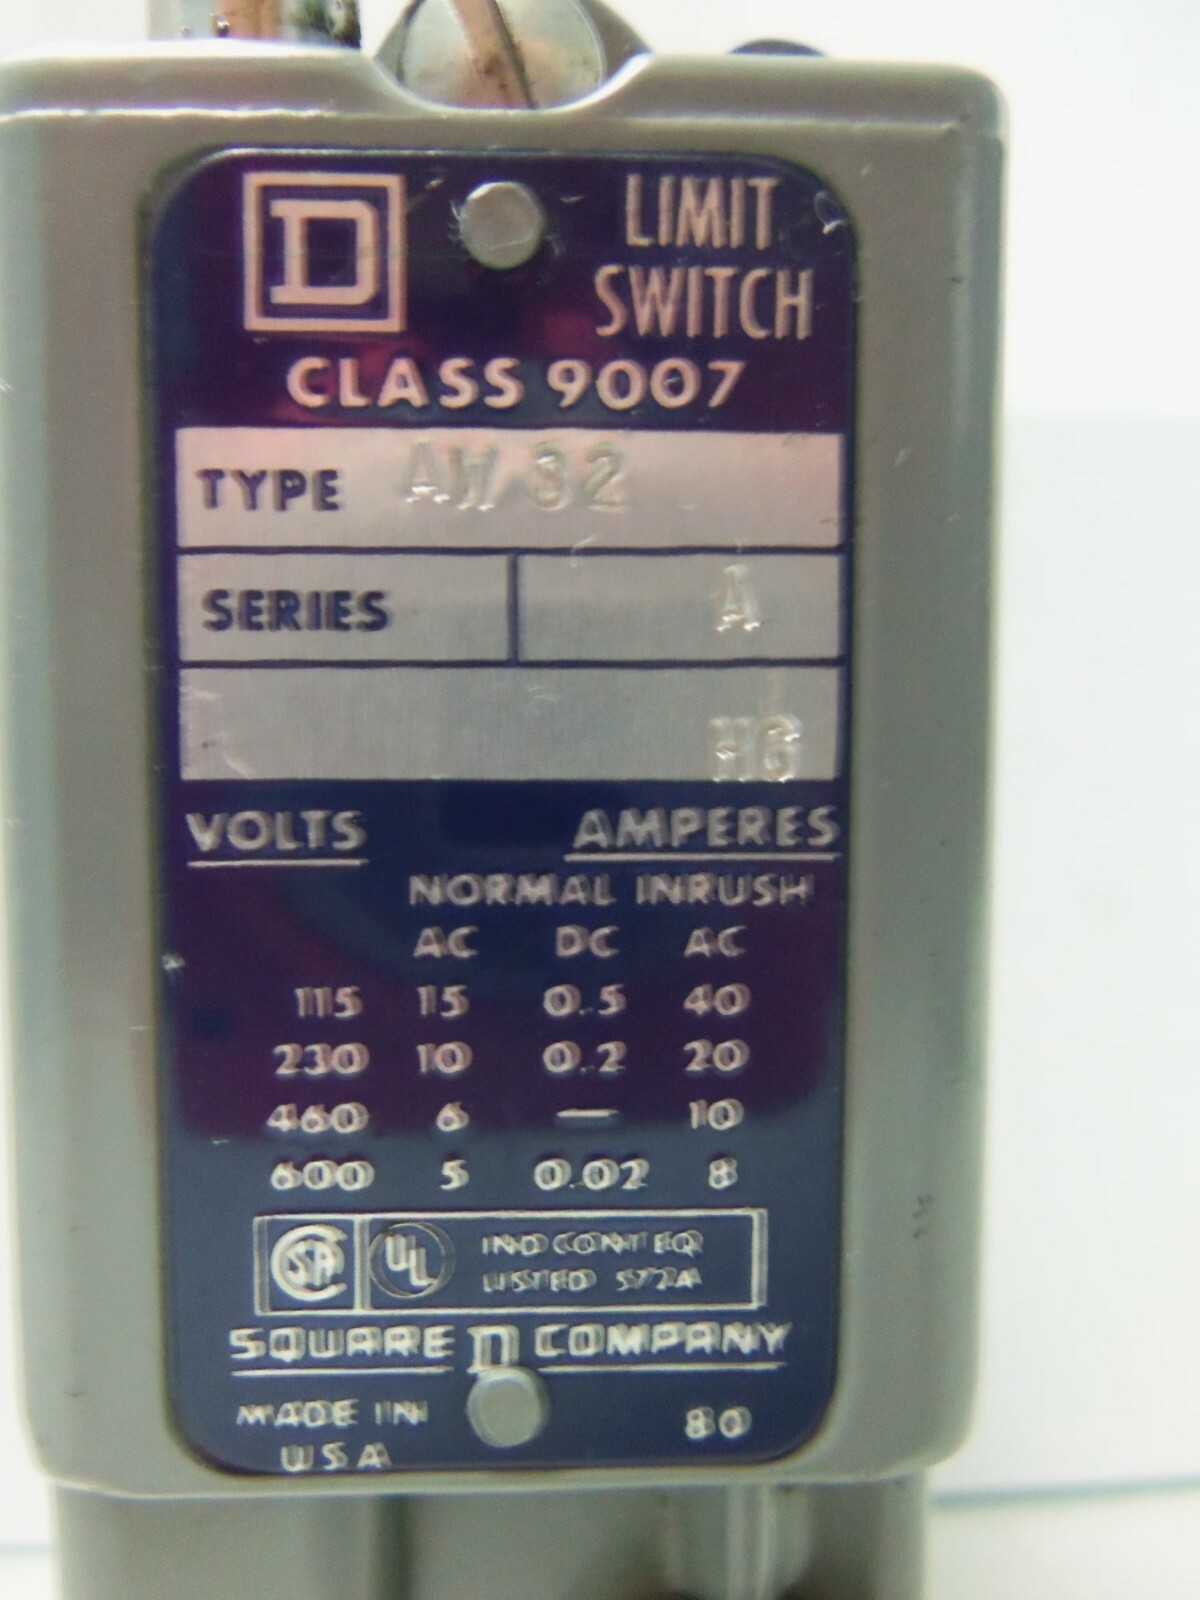 D
LIMIT
SWITCH
CLASS 9007
TYPE AW 32
SERIES A
HG
VOLTS AMPERES
NORMAL INRUSH
AC DC AC
115 15 0.5 40
230 10 0.2 20
460 6 — 10
600 5 0.02 8
CSA UL IND CONT EQ
LISTED 572A
SQUARE D COMPANY
MADE IN 80
U S A